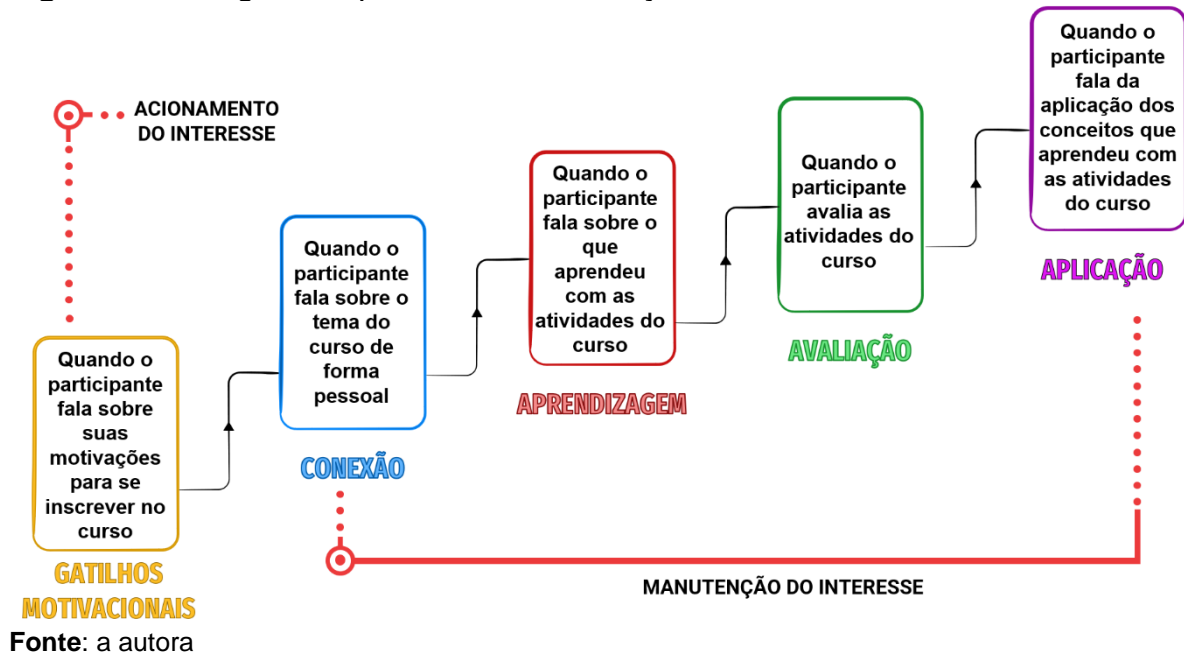 ACIONAMENTO
DO INTERESSE
Quando o
participante
fala sobre
suas
motivações
para se
inscrever no
curso
GATILHOS
MOTIVACIONAIS
Quando o
participante
fala sobre o
tema do
curso de
forma
pessoal
CONEXÃO
Quando o
participante
fala sobre o
que
aprendeu
com as
atividades do
curso
APRENDIZAGEM
Quando o
participante
avalia as
atividades do
curso
AVALIAÇÃO
Quando o
participante
fala da
aplicação dos
conceitos que
aprendeu com
as atividades
do curso
APLICAÇÃO
MANUTENÇÃO DO INTERESSE
Fonte: a autora